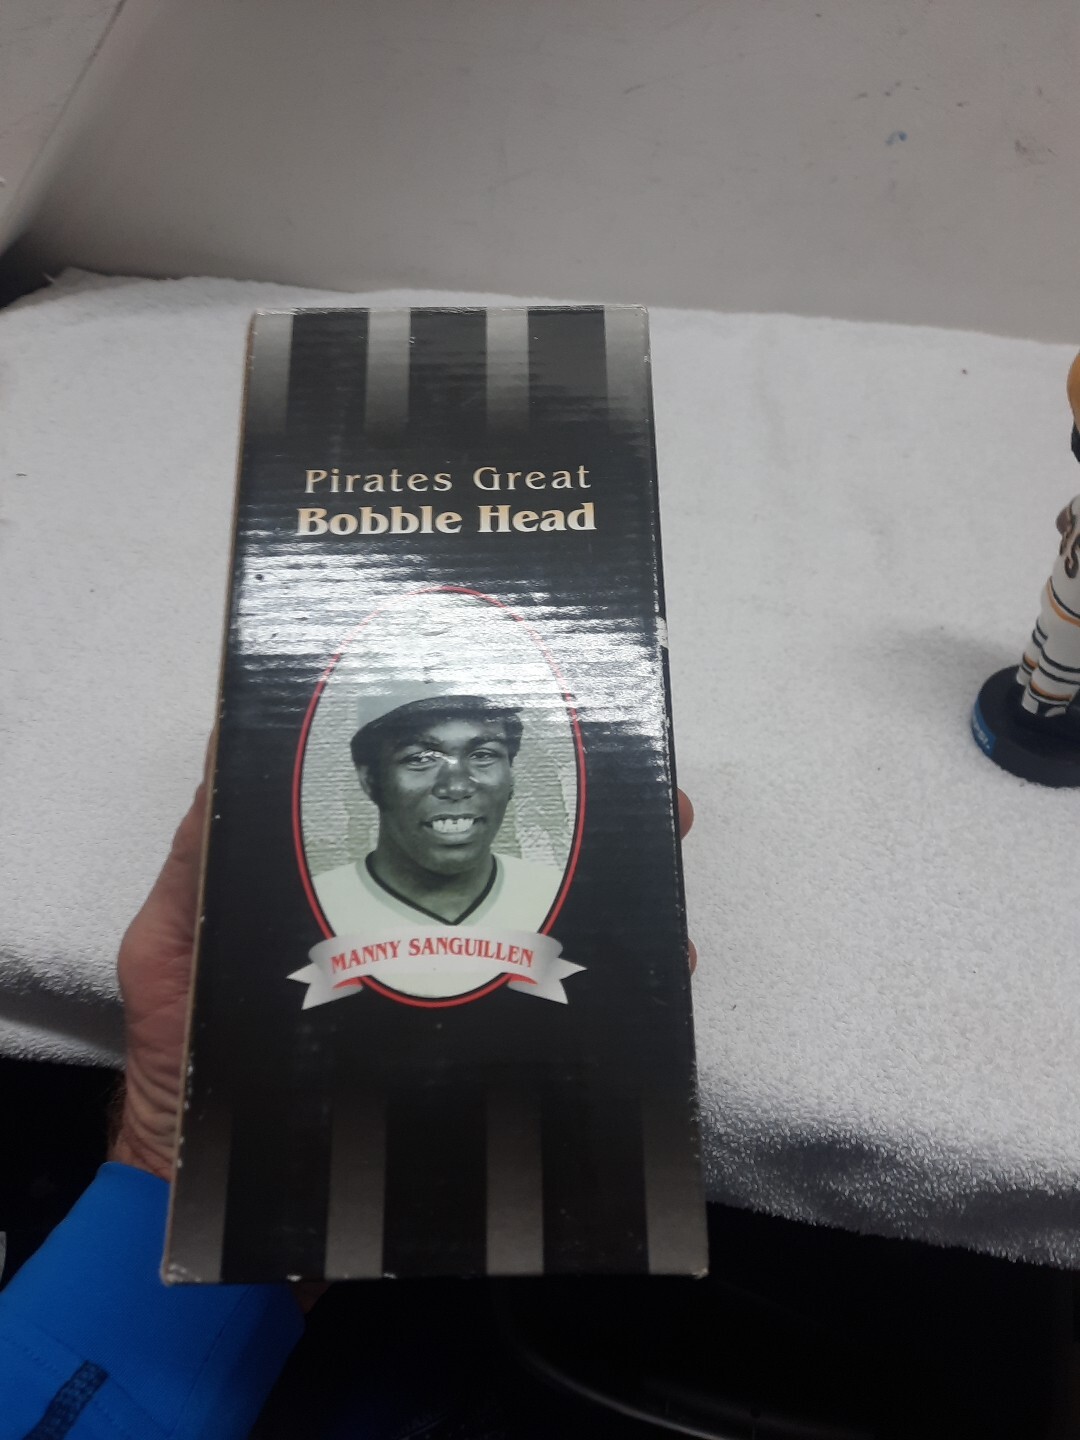 Pirates Great
Bobble Head
MANNY SANGUILLEN